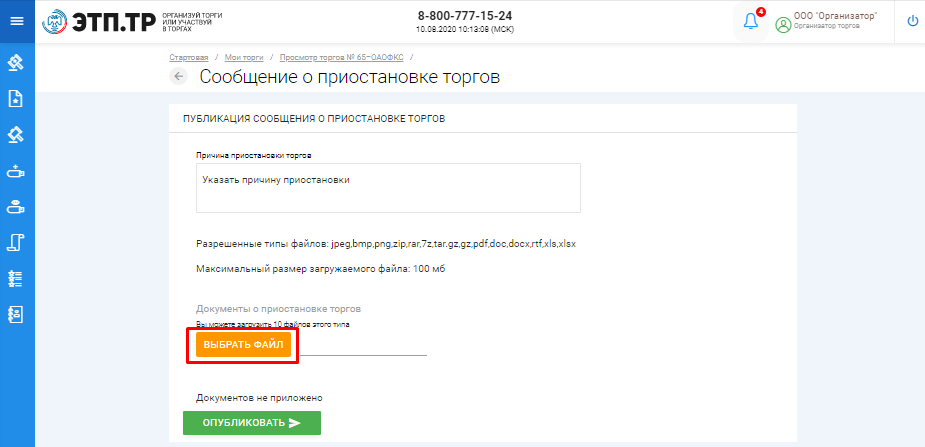 ЭТП.ТР
ОРГАНИЗУЙ ТОРГИ
ИЛИ УЧАСТВУЙ
В ТОРГАХ
8-800-777-15-24
10.08.2020 10:13:08 (МСК)
4
ООО "Организатор"
Организатор торгов
Стартовая / Мои торги / Просмотр торгов № 65-ОАОФКС /
Сообщение о приостановке торгов
ПУБЛИКАЦИЯ СООБЩЕНИЯ О ПРИОСТАНОВКЕ ТОРГОВ
Причина приостановки торгов
Указать причину приостановки
Разрешенные типы файлов: jpeg,bmp,png,zip,rar,7z,tar.gz,gz,pdf,doc,docx,rtf,xls,xlsx
Максимальный размер загружаемого файла: 100 мб
Документы о приостановке торгов
Вы можете загрузить 10 файлов этого типа
ВЫБРАТЬ ФАЙЛ
Документов не приложено
ОПУБЛИКОВАТЬ